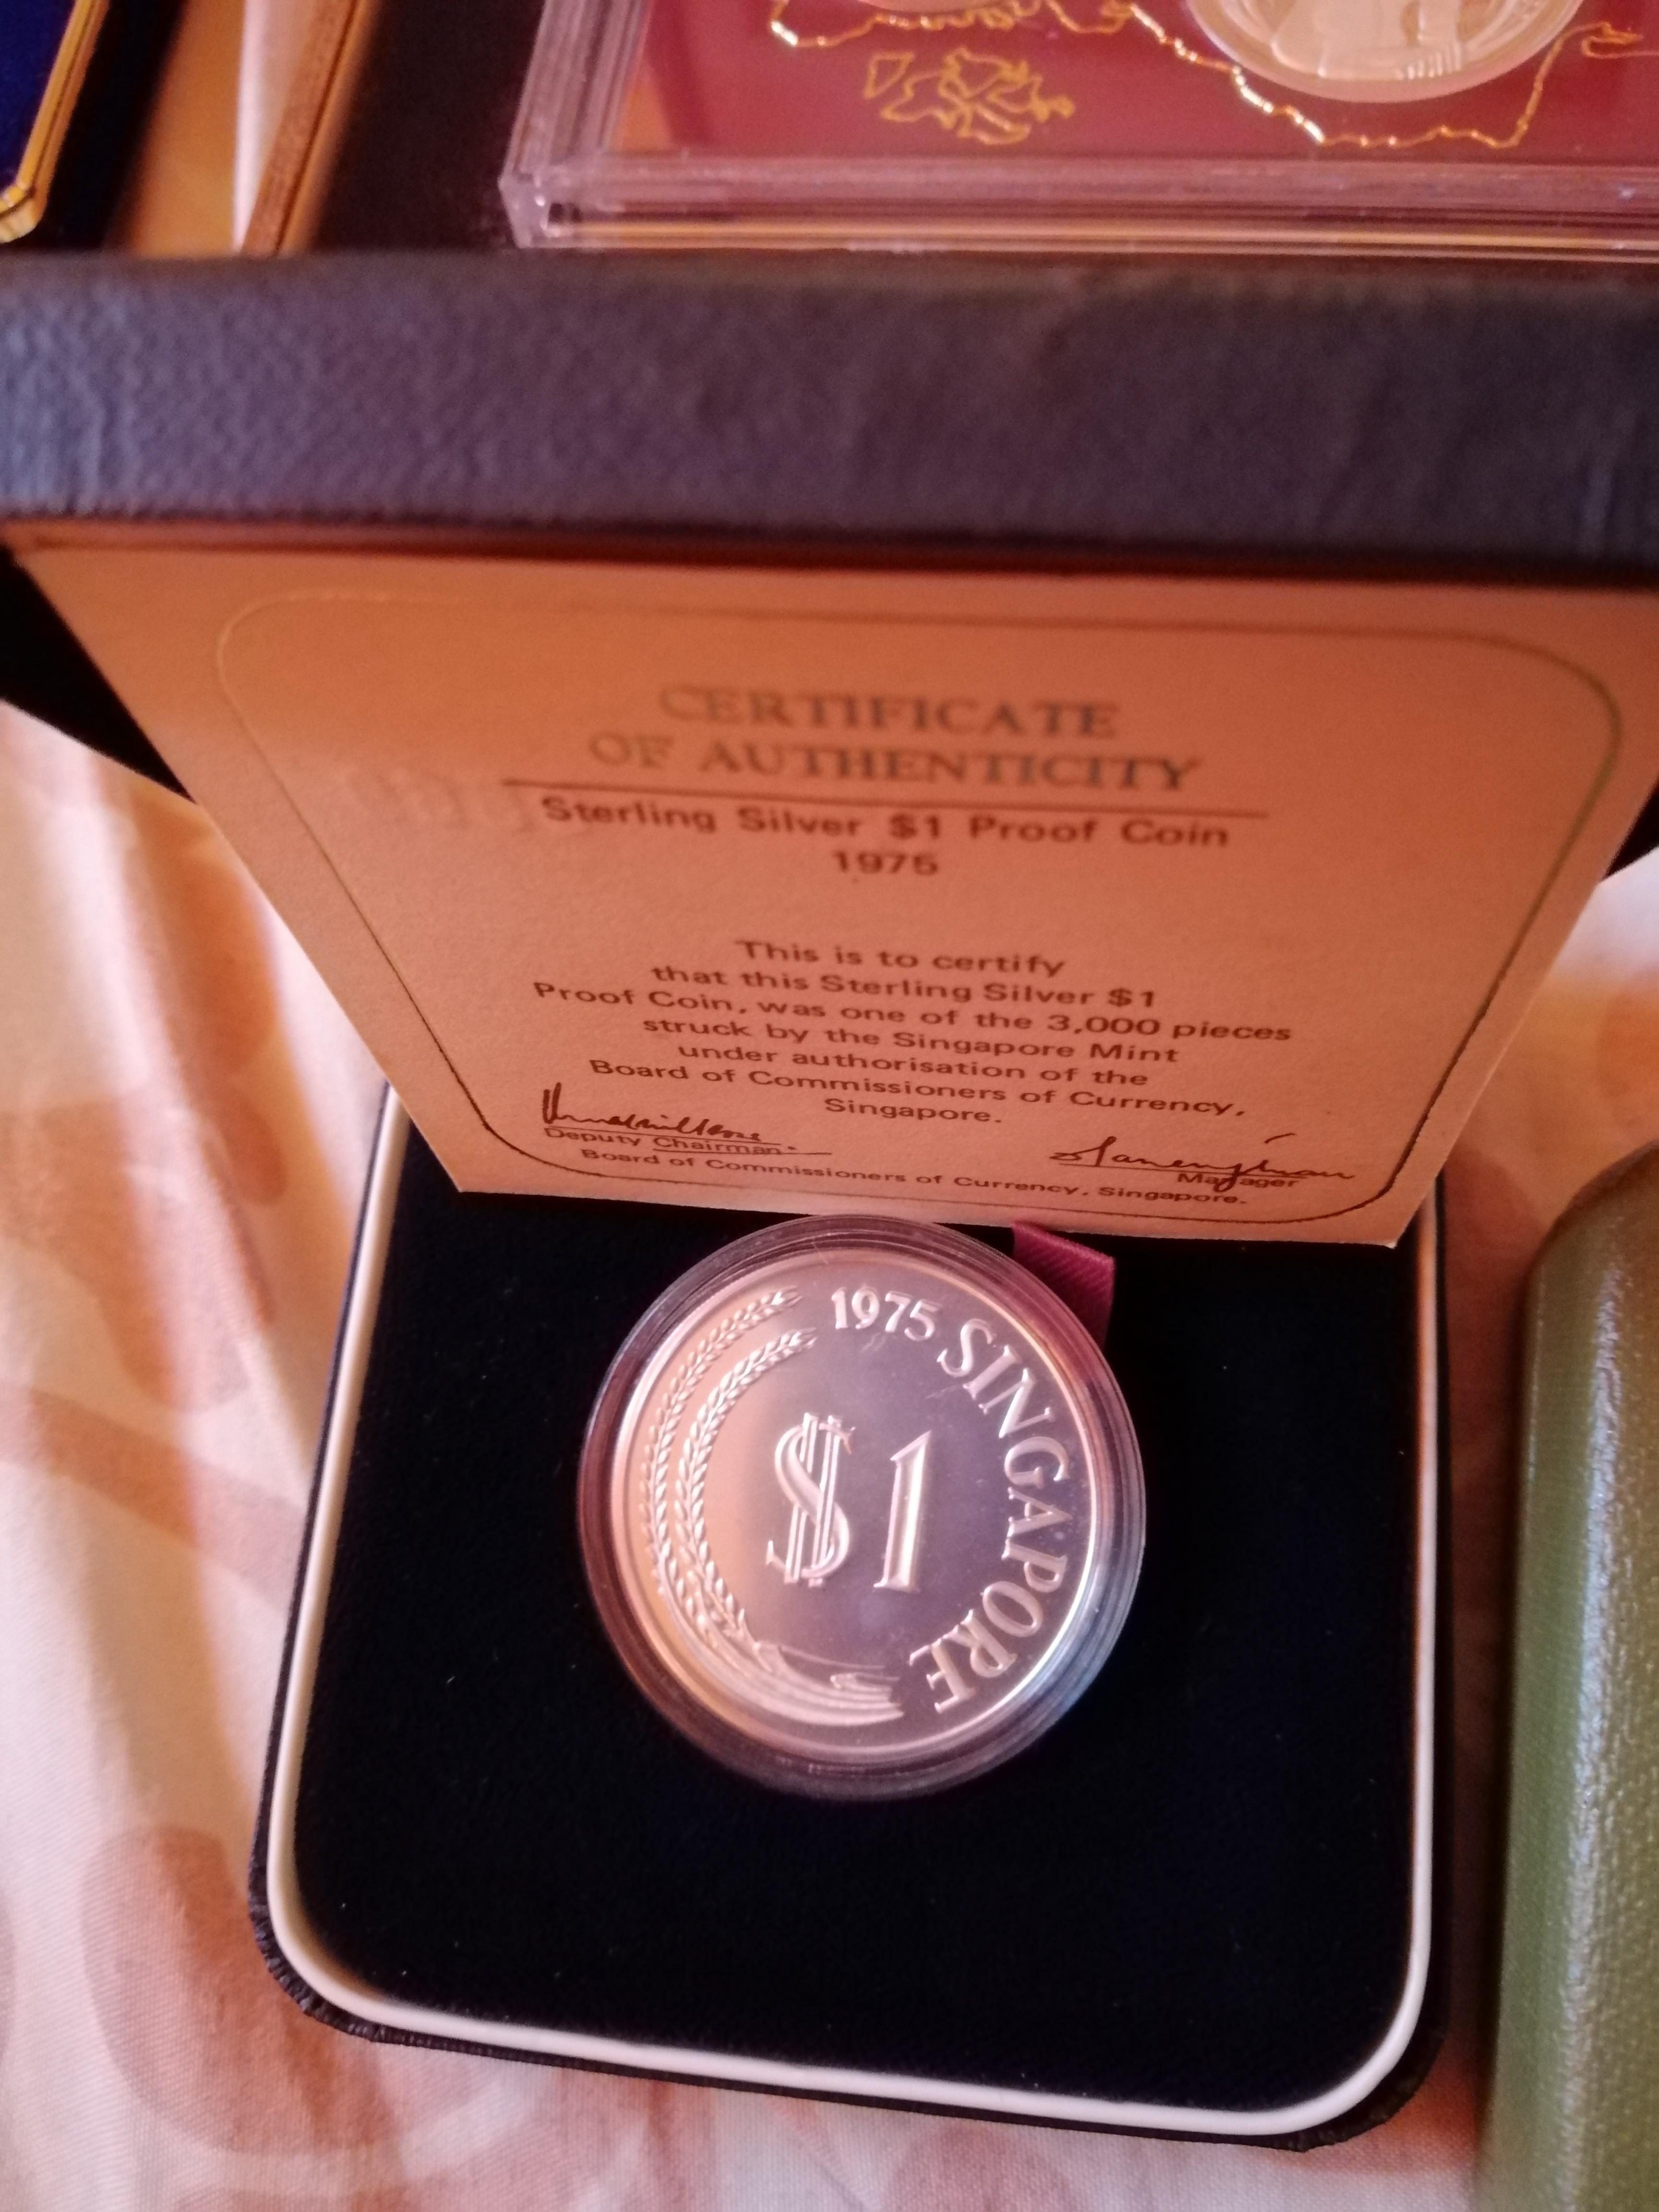 CERTIFICATE
OF AUTHENTICITY
Sterling Silver $1 Proof Coin
1975
This is to certify
that this Sterling Silver $1
Proof Coin, was one of the 3,000 pieces
struck by the Singapore Mint
under authorisation of the
Board of Commissioners of Currency,
Singapore.
Deputy Chairman
Manager
Board of Commissioners of Currency, Singapore.
1975 SINGAPORE
$1